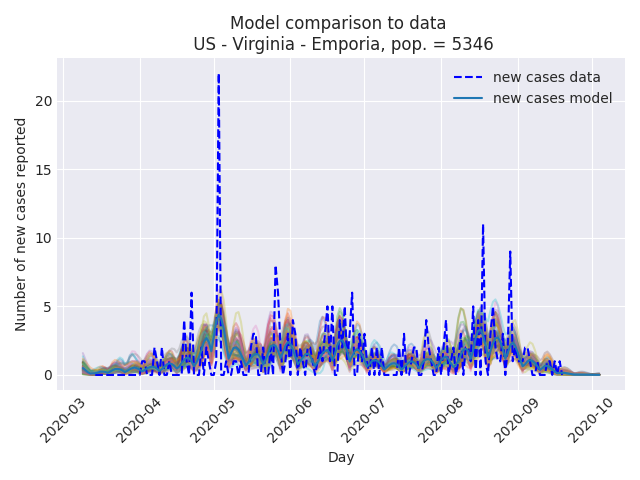 Model comparison to data
US - Virginia - Emporia, pop. = 5346
new cases data
new cases model
Number of new cases reported
20
15
10
5
0
2020-03
2020-04
2020-05
2020-06
2020-07
2020-08
2020-09
2020-10
Day